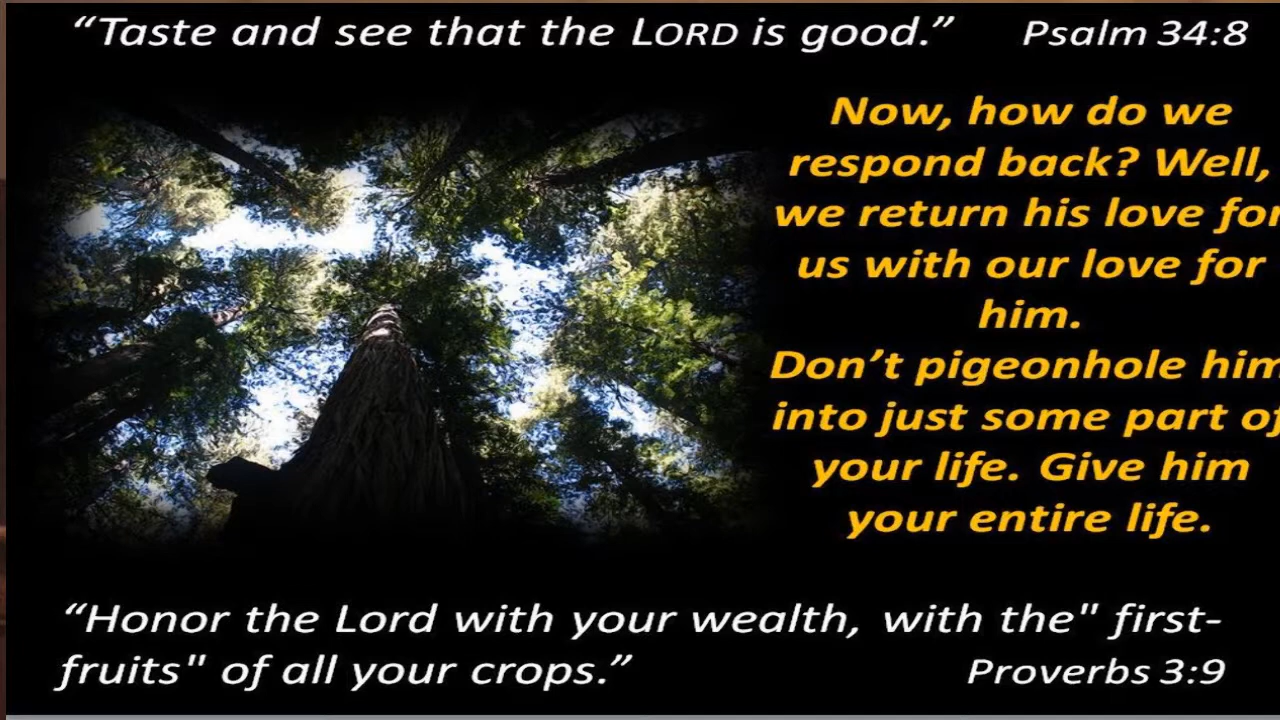 “Taste and see that the LORD is good.” Psalm 34:8
Now, how do we
respond back? Well,
we return his love for
us with our love for
him.
Don’t pigeonhole him
into just some part of
your life. Give him
your entire life.
“Honor the Lord with your wealth, with the" first-
fruits" of all your crops.” Proverbs 3:9